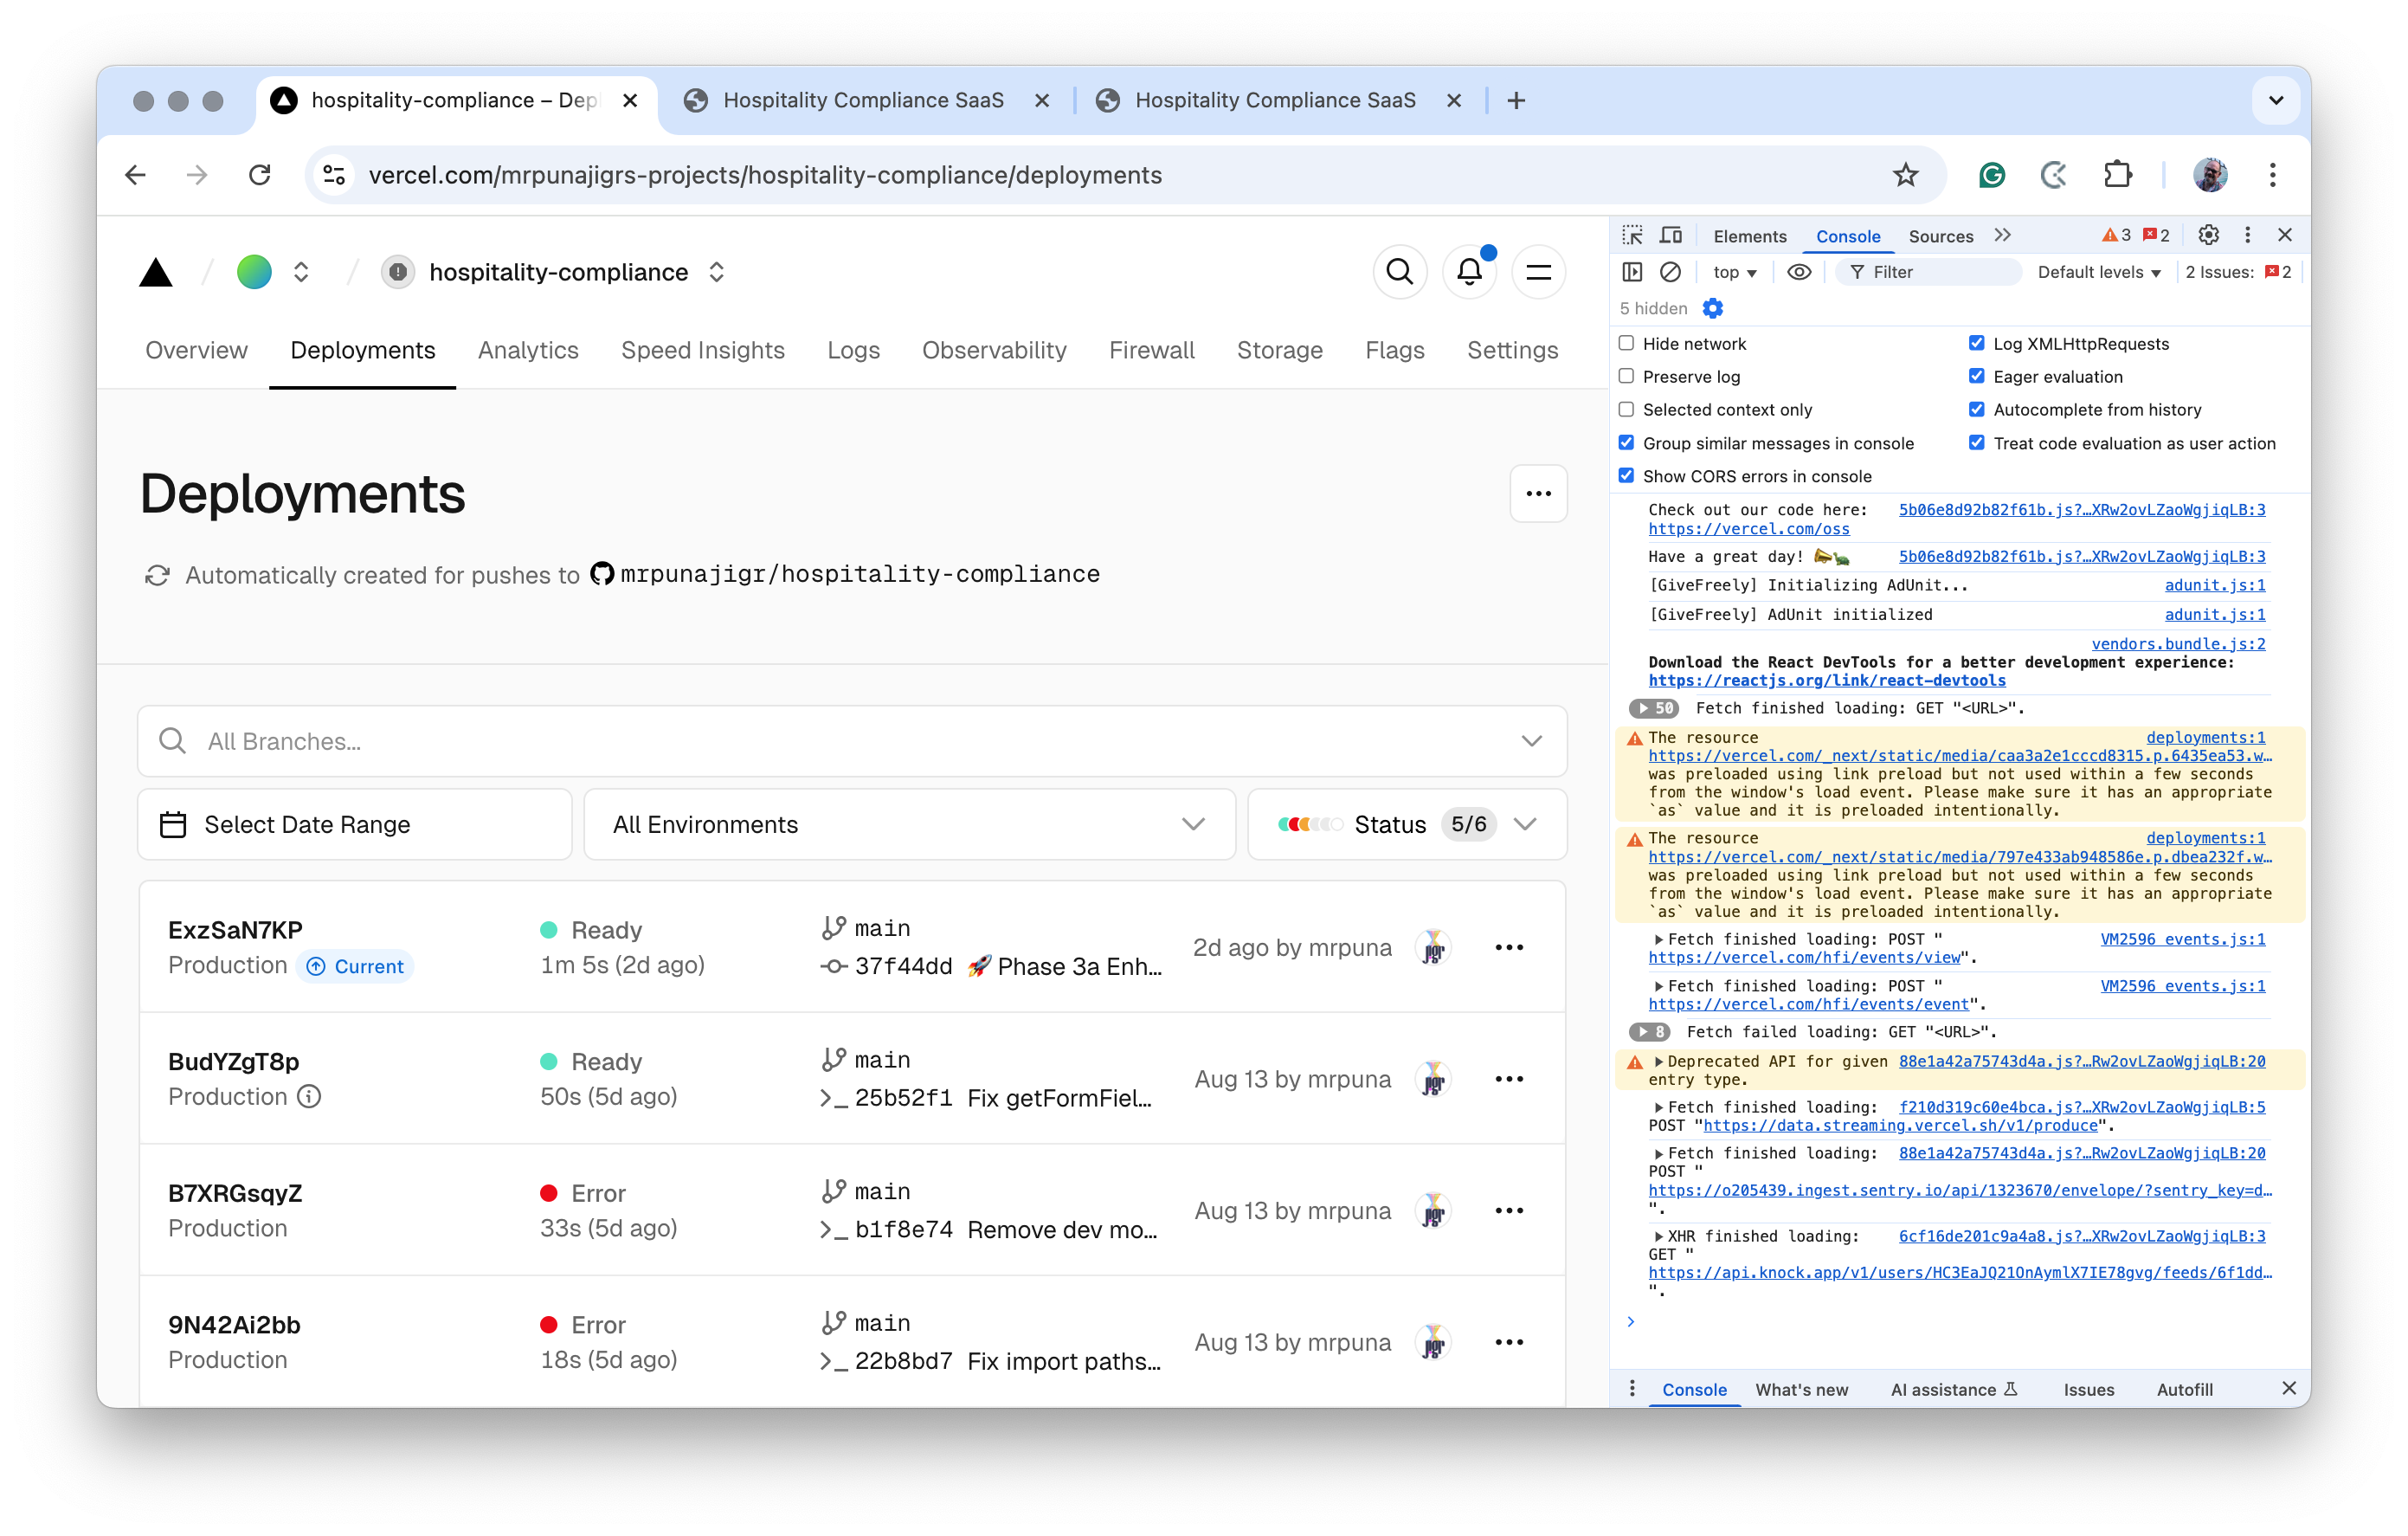 hospitality-compliance – Dep
Hospitality Compliance SaaS
Hospitality Compliance SaaS
vercel.com/mrpunajigrs-projects/hospitality-compliance/deployments
hospitality-compliance
Overview
Deployments
Analytics
Speed Insights
Logs
Observability
Firewall
Storage
Flags
Settings
Deployments
Automatically created for pushes to mrpunajigr/hospitality-compliance
All Branches...
Select Date Range
All Environments
Status 5/6
ExzSaN7KP
Production Current
Ready
1m 5s (2d ago)
main
37f44dd 🚀 Phase 3a Enh...
2d ago by mrpuna
jigr
BudYZgT8p
Production
Ready
50s (5d ago)
main
25b52f1 Fix getFormFiel...
Aug 13 by mrpuna
jigr
B7XRGsqyZ
Production
Error
33s (5d ago)
main
b1f8e74 Remove dev mo...
Aug 13 by mrpuna
jigr
9N42Ai2bb
Production
Error
18s (5d ago)
main
22b8bd7 Fix import paths...
Aug 13 by mrpuna
jigr
Elements
Console
Sources
3
2
top
Filter
Default levels
2 Issues: 2
5 hidden
Hide network
Log XMLHttpRequests
Preserve log
Eager evaluation
Selected context only
Autocomplete from history
Group similar messages in console
Treat code evaluation as user action
Show CORS errors in console
Check out our code here: 5b06e8d92b82f61b.js?…XRw2ovLZaoWgjiqLB:3
https://vercel.com/oss
Have a great day! 📣🐢 5b06e8d92b82f61b.js?…XRw2ovLZaoWgjiqLB:3
[GiveFreely] Initializing AdUnit... adunit.js:1
[GiveFreely] AdUnit initialized adunit.js:1
vendors.bundle.js:2
Download the React DevTools for a better development experience:
https://reactjs.org/link/react-devtools
50 Fetch finished loading: GET "<URL>".
The resource deployments:1
https://vercel.com/_next/static/media/caa3a2e1cccd8315.p.6435ea53.w…
was preloaded using link preload but not used within a few seconds
from the window's load event. Please make sure it has an appropriate
`as` value and it is preloaded intentionally.
The resource deployments:1
https://vercel.com/_next/static/media/797e433ab948586e.p.dbea232f.w…
was preloaded using link preload but not used within a few seconds
from the window's load event. Please make sure it has an appropriate
`as` value and it is preloaded intentionally.
Fetch finished loading: POST " VM2596 events.js:1
https://vercel.com/hfi/events/view".
Fetch finished loading: POST " VM2596 events.js:1
https://vercel.com/hfi/events/event".
8 Fetch failed loading: GET "<URL>".
Deprecated API for given 88e1a42a75743d4a.js?…Rw2ovLZaoWgjiqLB:20
entry type.
Fetch finished loading: f210d319c60e4bca.js?…XRw2ovLZaoWgjiqLB:5
POST "https://data.streaming.vercel.sh/v1/produce".
Fetch finished loading: 88e1a42a75743d4a.js?…Rw2ovLZaoWgjiqLB:20
POST "
https://o205439.ingest.sentry.io/api/1323670/envelope/?sentry_key=d…
".
XHR finished loading: 6cf16de201c9a4a8.js?…XRw2ovLZaoWgjiqLB:3
GET "
https://api.knock.app/v1/users/HC3EaJQ21OnAymlX7IE78gvg/feeds/6f1dd…
".
Console
What's new
AI assistance
Issues
Autofill